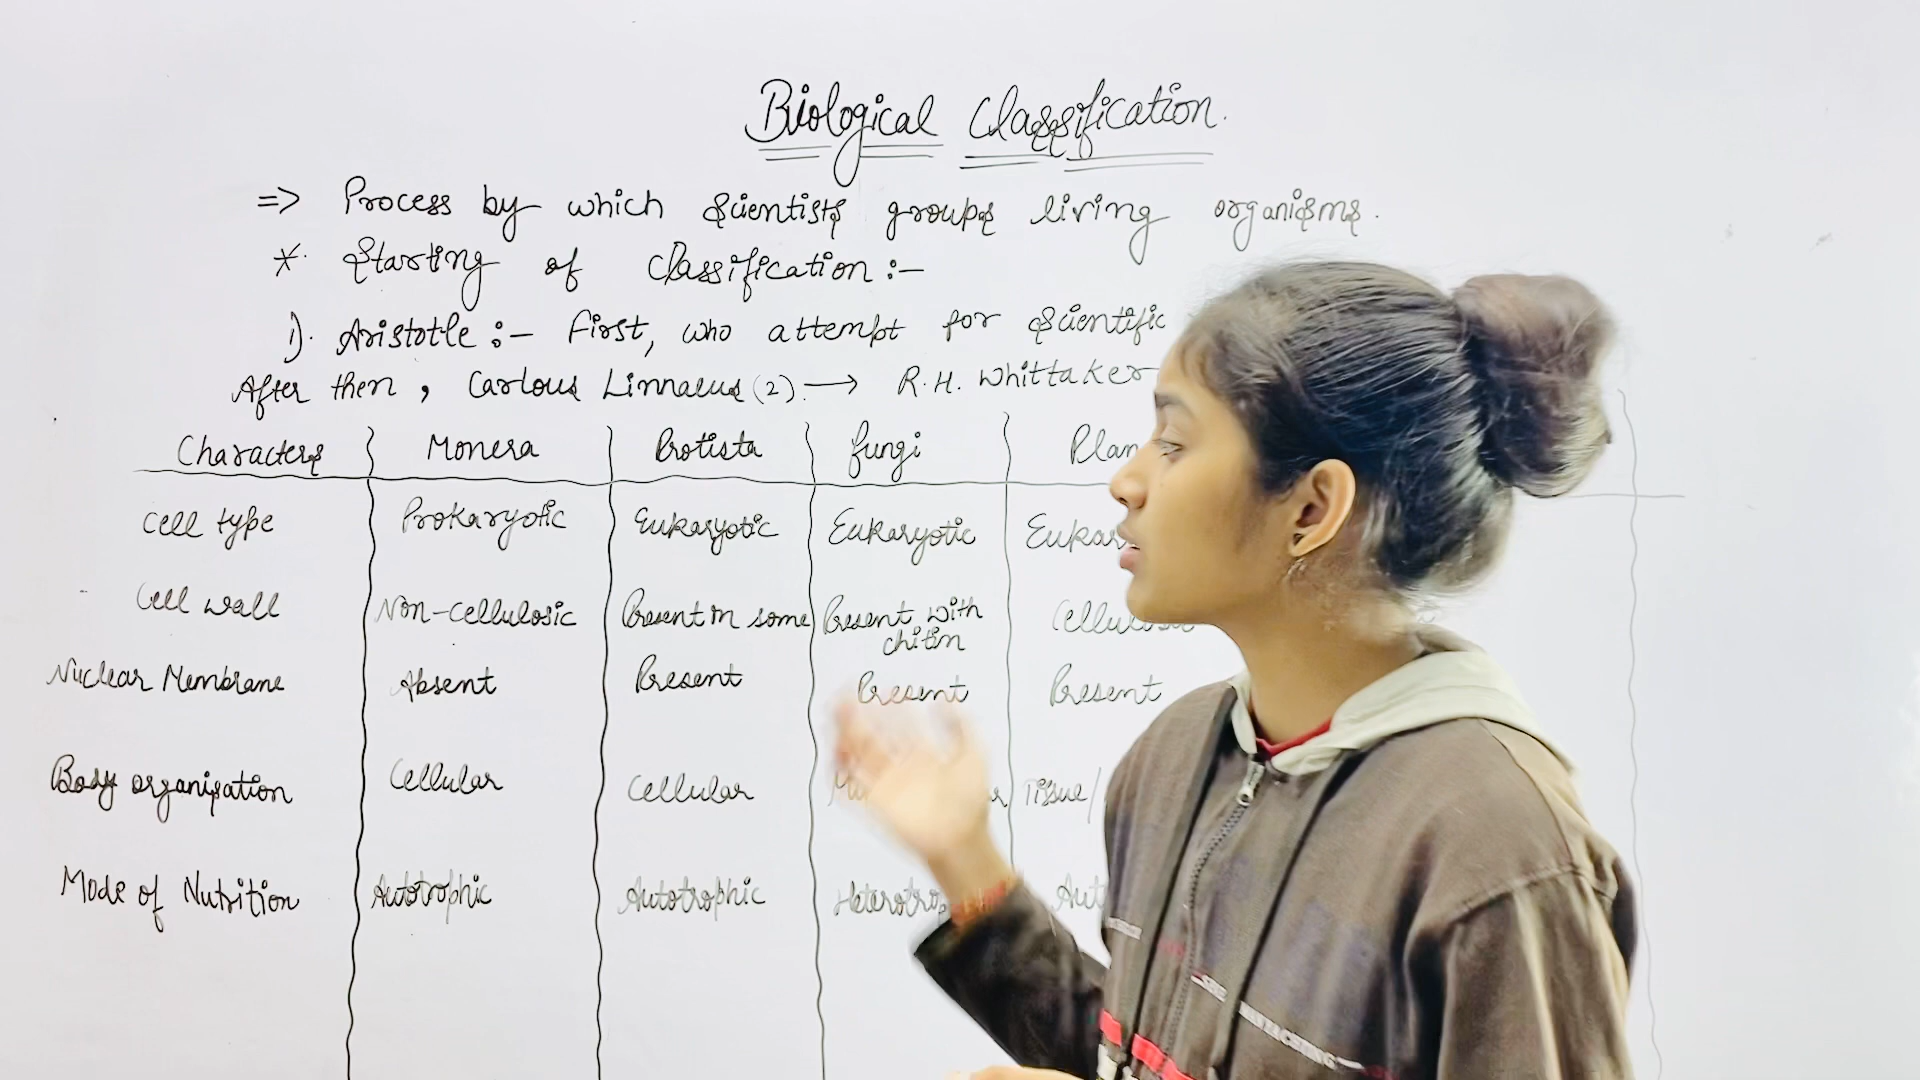 Biological Classification.
=> Process by which scientists groups living organisms.
* Starting of classification :-
1). Aristotle :- First, who attempt for scientific
After then, Carlous Linnaeus (2). → R.H. Whittaker
Characters Monera Protista fungi
Cell type Prokaryotic Eukaryotic Eukaryotic
Cell wall Non-cellulosic Present in some Present with chitin
Nuclear Membrane Absent Present Present Present
Body organization Cellular Cellular Tissue/
Mode of Nutrition Autotrophic Autotrophic